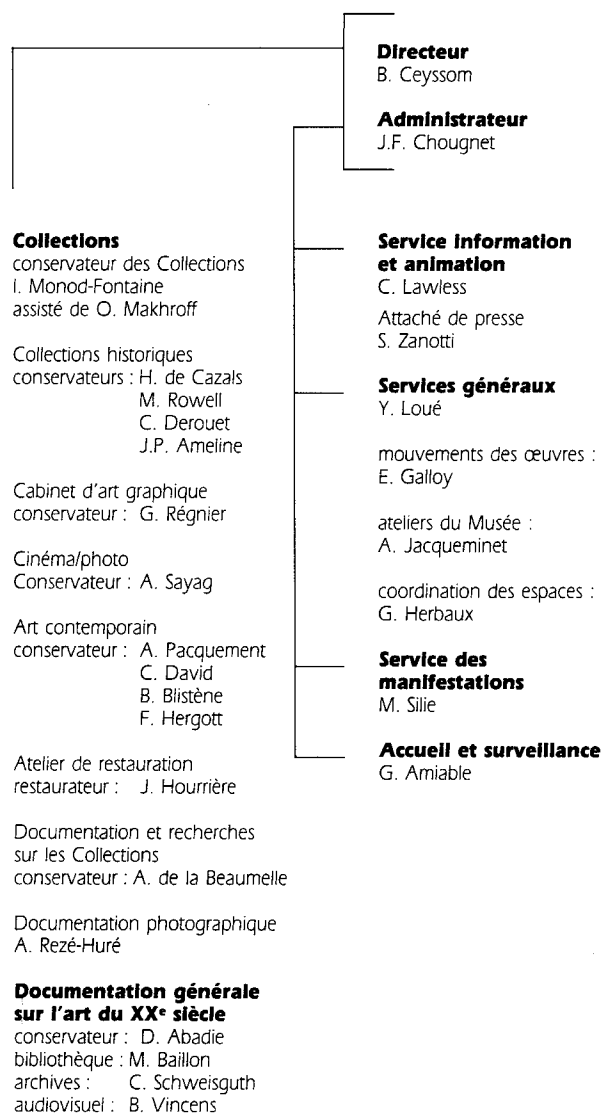 Directeur
B. Ceyssom
Administrateur
J.F. Chougnet
Collections
conservateur des Collections
I. Monod-Fontaine
assisté de O. Makhroff
Collections historiques
conservateurs : H. de Cazals
M. Rowell
C. Derouet
J.P. Ameline
Cabinet d'art graphique
conservateur : G. Régnier
Cinéma/photo
Conservateur : A. Sayag
Art contemporain
conservateur : A. Pacquement
C. David
B. Blistène
F. Hergott
Atelier de restauration
restaurateur : J. Hourrière
Documentation et recherches
sur les Collections
conservateur : A. de la Beaumelle
Documentation photographique
A. Rezé-Huré
Documentation générale
sur l'art du XXe siècle
conservateur : D. Abadie
bibliothèque : M. Baillon
archives : C. Schweisguth
audiovisuel : B. Vincens
Service information
et animation
C. Lawless
Attaché de presse
S. Zanotti
Services généraux
Y. Loué
mouvements des œuvres :
E. Galloy
ateliers du Musée :
A. Jacqueminet
coordination des espaces :
G. Herbaux
Service des
manifestations
M. Silie
Accueil et surveillance
G. Amiable